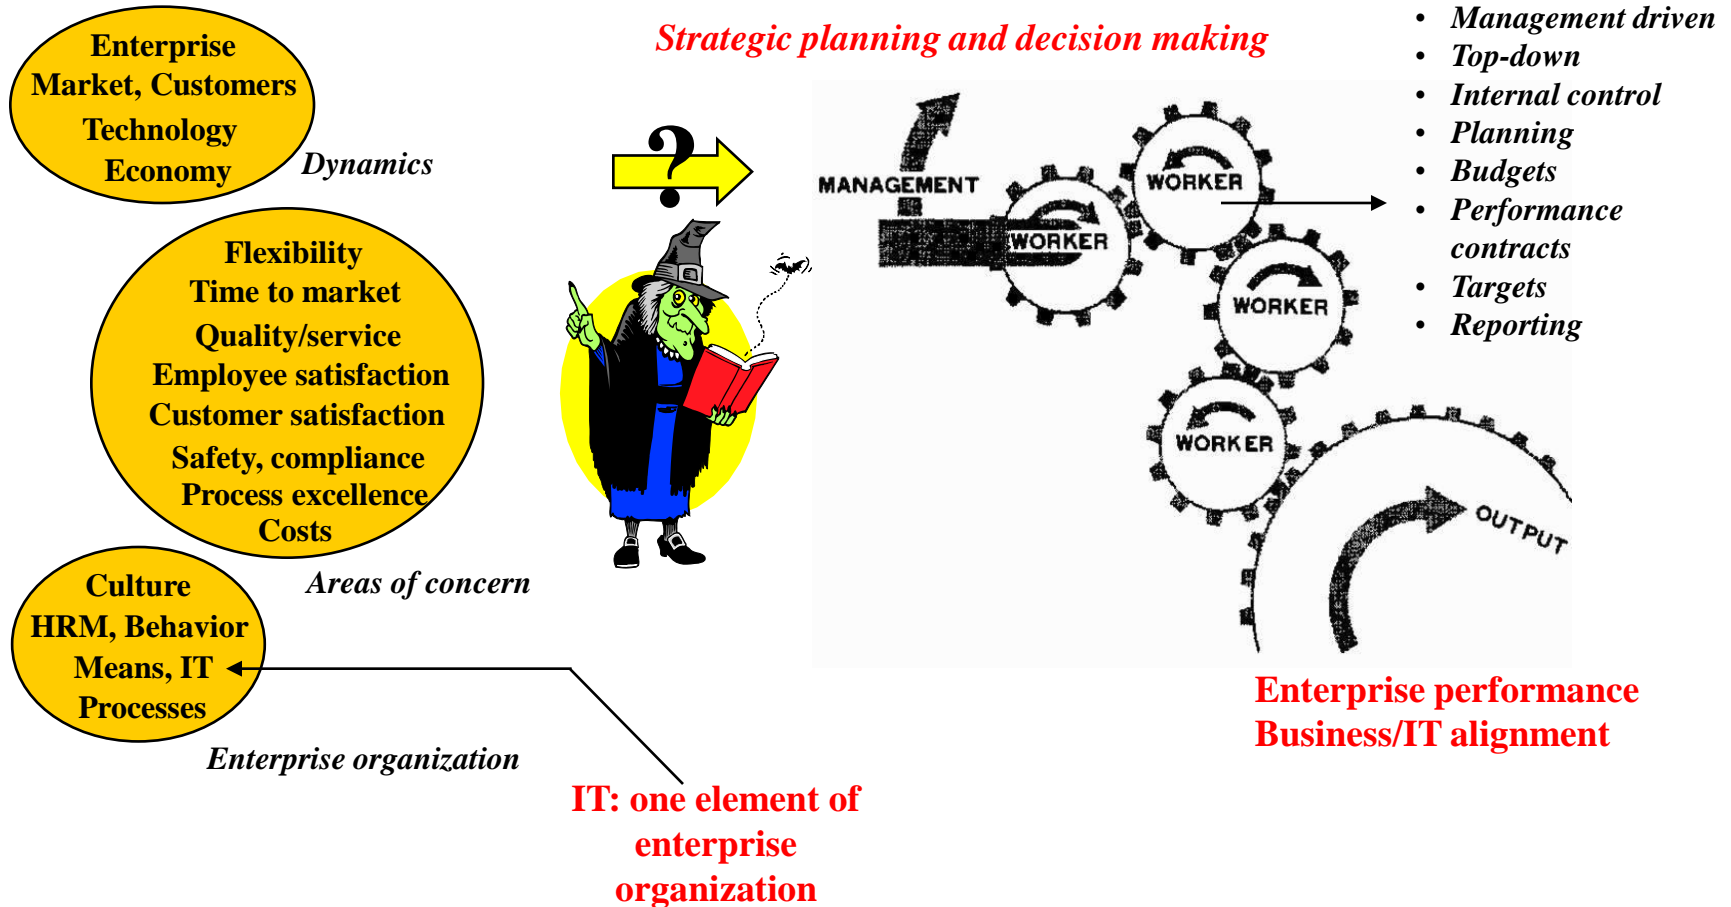 Enterprise
Market, Customers
Technology
Economy
Dynamics
Flexibility
Time to market
Quality/service
Employee satisfaction
Customer satisfaction
Safety, compliance
Process excellence
Costs
Areas of concern
Culture
HRM, Behavior
Means, IT
Processes
Enterprise organization
IT: one element of
enterprise
organization
Strategic planning and decision making
?
MANAGEMENT
WORKER
WORKER
WORKER
WORKER
OUTPUT
• Management driven
• Top-down
• Internal control
• Planning
• Budgets
• Performance
contracts
• Targets
• Reporting
Enterprise performance
Business/IT alignment